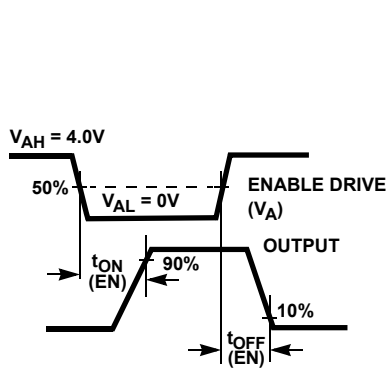 VAH = 4.0V
50%
VAL = 0V
ENABLE DRIVE
(VA)
OUTPUT
tON
(EN)
90%
10%
tOFF
(EN)